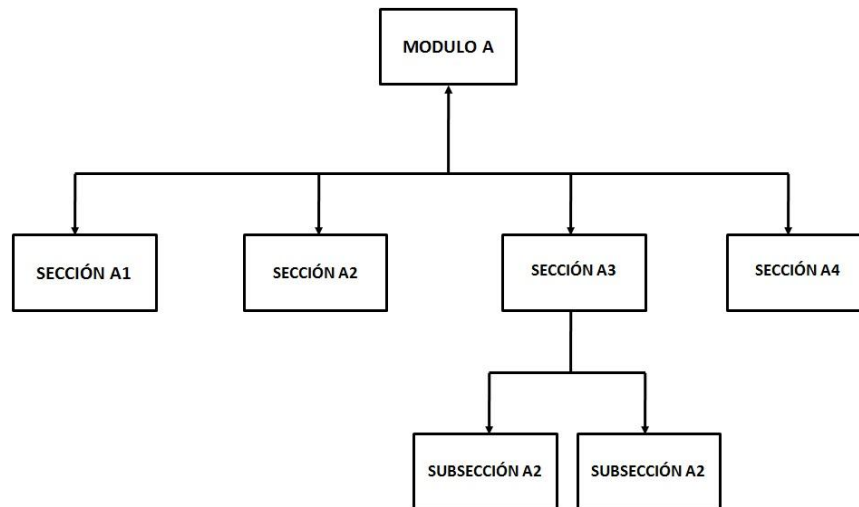 MODULO A
SECCIÓN A1
SECCIÓN A2
SECCIÓN A3
SECCIÓN A4
SUBSECCIÓN A2
SUBSECCIÓN A2